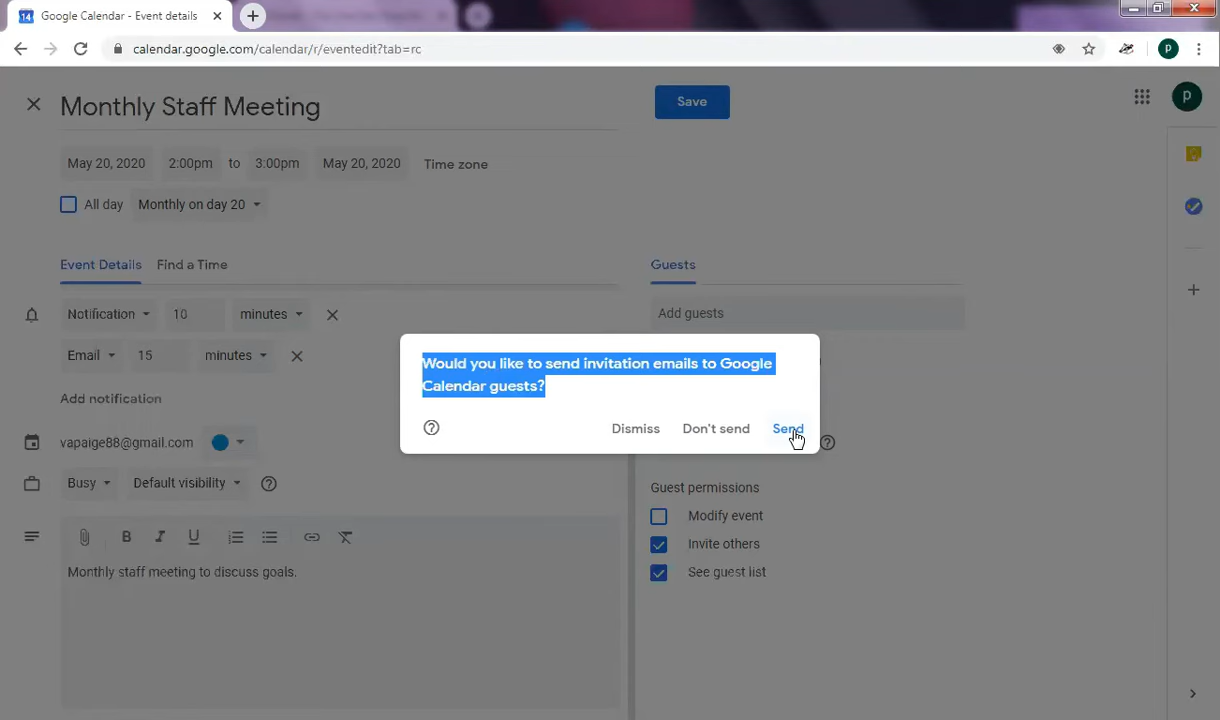 Google Calendar - Event details
calendar.google.com/calendar/r/eventedit?tab=rc
p
Monthly Staff Meeting
Save
p
May 20, 2020 2:00pm to 3:00pm May 20, 2020 Time zone
All day Monthly on day 20
Event Details Find a Time
Guests
Notification 10 minutes
Add guests
Email 15 minutes
Would you like to send invitation emails to Google
Calendar guests?
Add notification
Dismiss Don't send Send
vapaige88@gmail.com
Busy Default visibility
Guest permissions
Modify event
Invite others
See guest list
B I U
Monthly staff meeting to discuss goals.